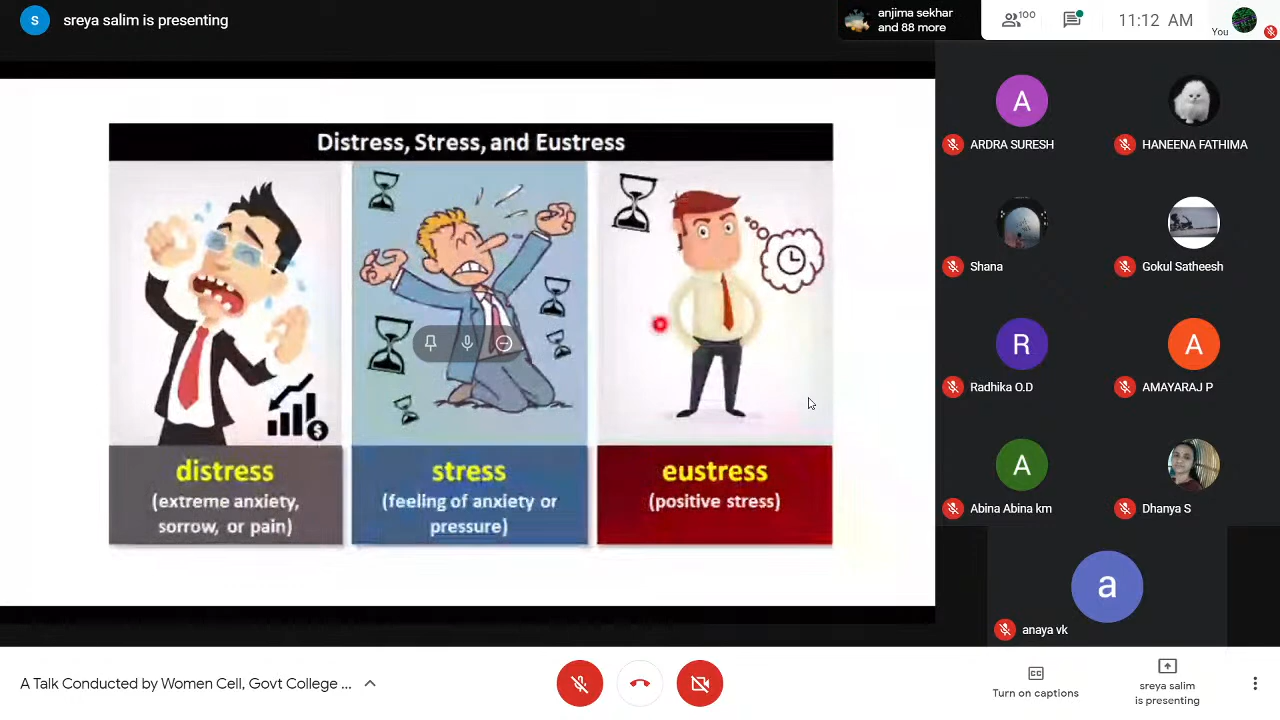 S
sreya salim is presenting
anjima sekhar
and 88 more
100
11:12 AM
You
Distress, Stress, and Eustress
$
distress
(extreme anxiety,
sorrow, or pain)
stress
(feeling of anxiety or
pressure)
eustress
(positive stress)
A
ARDRA SURESH
HANEENA FATHIMA
Shana
Gokul Satheesh
R
Radhika O.D
A
AMAYARAJ P
A
Abina Abina km
Dhanya S
a
anaya vk
A Talk Conducted by Women Cell, Govt College ...
CC
Turn on captions
sreya salim
is presenting